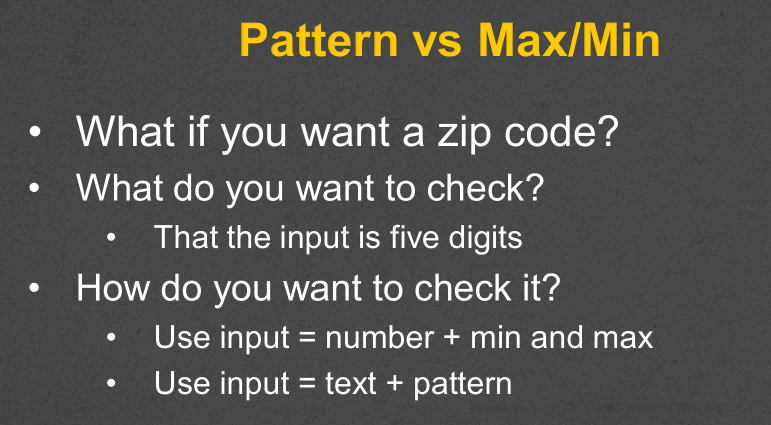 Pattern vs Max/Min
• What if you want a zip code?
• What do you want to check?
• That the input is five digits
• How do you want to check it?
• Use input = number + min and max
• Use input = text + pattern